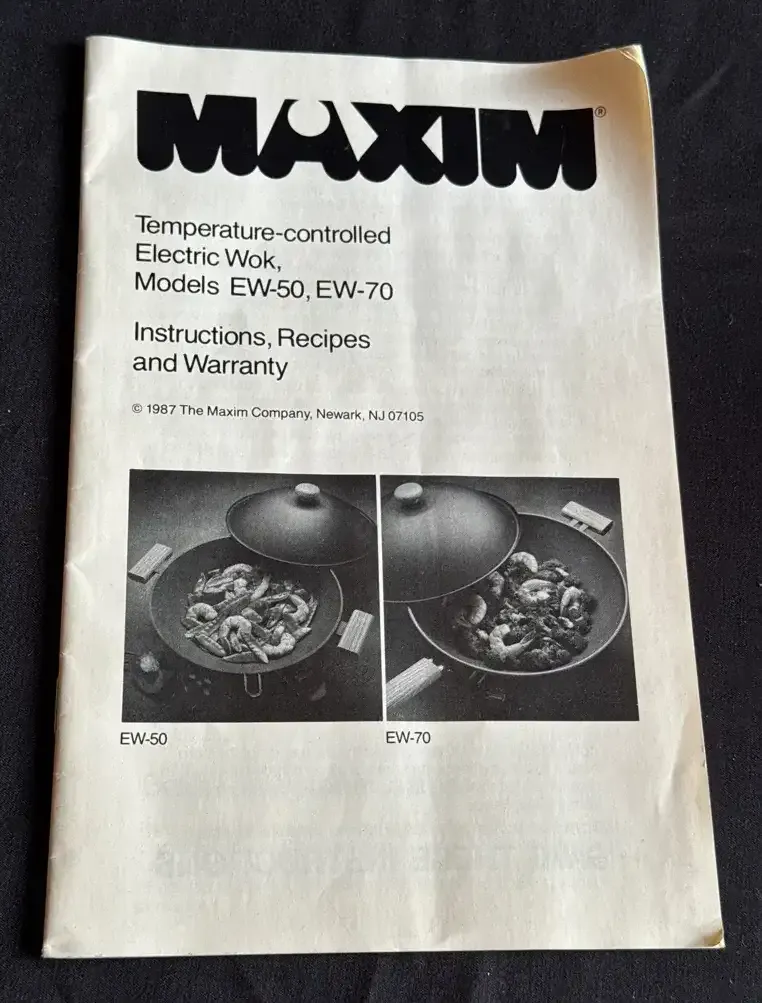 MAXIM®
Temperature-controlled
Electric Wok,
Models EW-50, EW-70
Instructions, Recipes
and Warranty
© 1987 The Maxim Company, Newark, NJ 07105
EW-50
EW-70